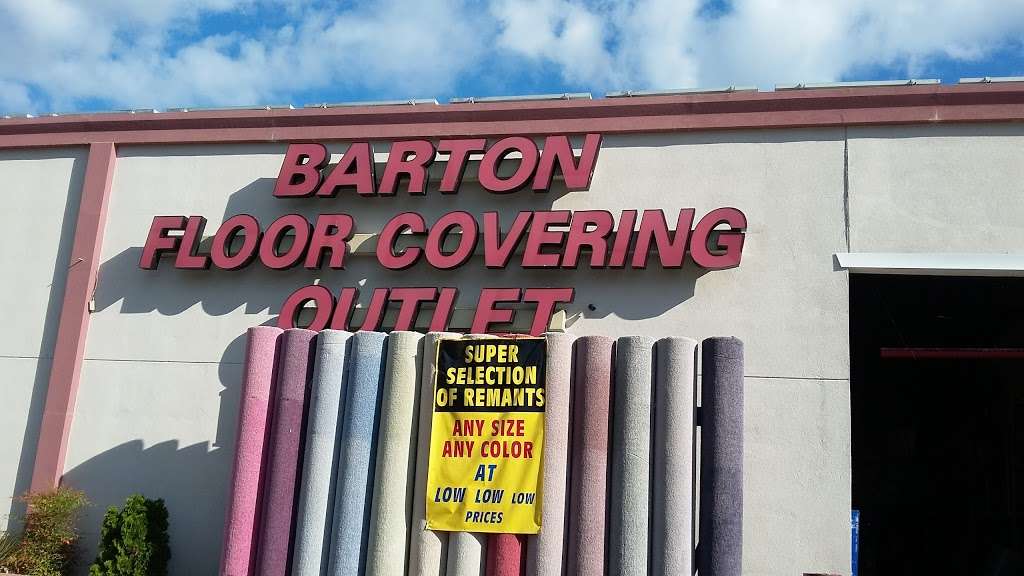 BARTON
FLOOR COVERING
OUTLET
SUPER
SELECTION
OF REMANTS
ANY SIZE
ANY COLOR
AT
LOW LOW LOW
PRICES